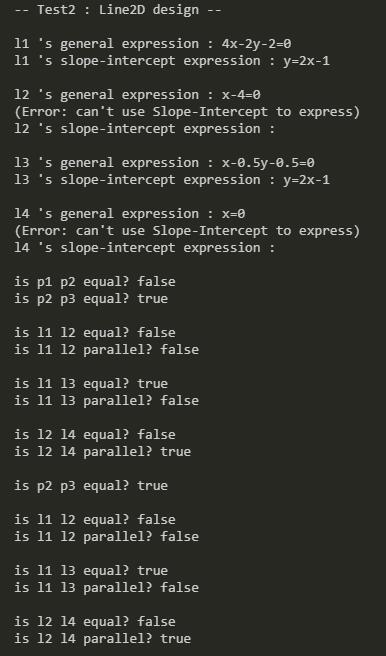 -- Test2 : Line2D design --
l1 's general expression : 4x-2y-2=0
l1 's slope-intercept expression : y=2x-1
l2 's general expression : x-4=0
(Error: can't use Slope-Intercept to express)
l2 's slope-intercept expression :
l3 's general expression : x-0.5y-0.5=0
l3 's slope-intercept expression : y=2x-1
l4 's general expression : x=0
(Error: can't use Slope-Intercept to express)
l4 's slope-intercept expression :
is p1 p2 equal? false
is p2 p3 equal? true
is l1 l2 equal? false
is l1 l2 parallel? false
is l1 l3 equal? true
is l1 l3 parallel? false
is l2 l4 equal? false
is l2 l4 parallel? true
is p2 p3 equal? true
is l1 l2 equal? false
is l1 l2 parallel? false
is l1 l3 equal? true
is l1 l3 parallel? false
is l2 l4 equal? false
is l2 l4 parallel? true